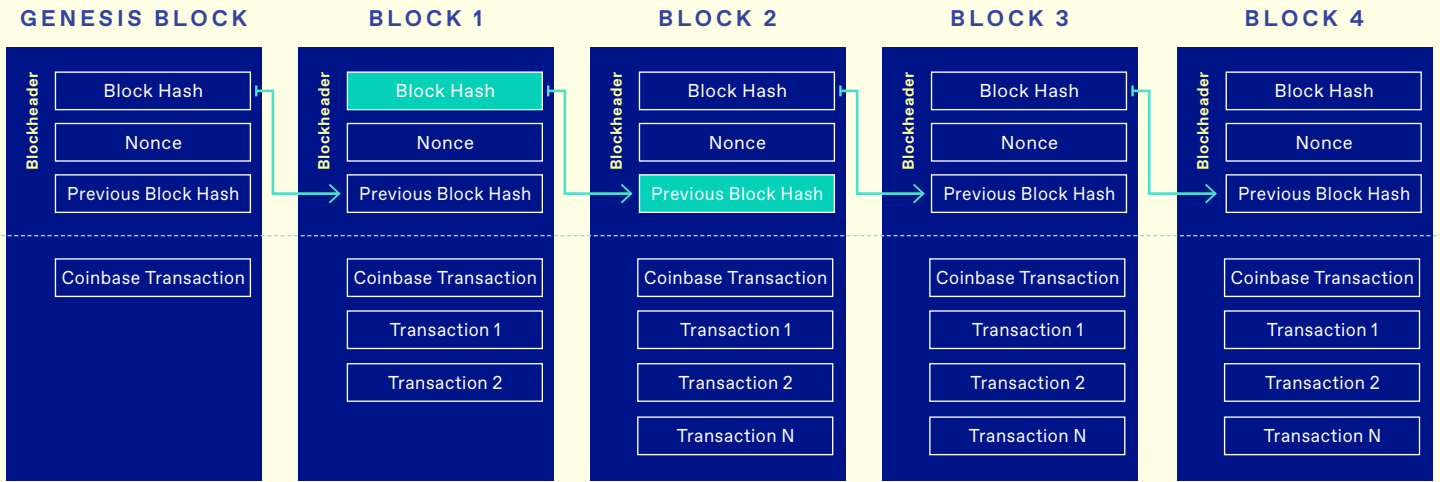 GENESIS BLOCK
Blockheader
Block Hash
Nonce
Previous Block Hash
Coinbase Transaction
BLOCK 1
Blockheader
Block Hash
Nonce
Previous Block Hash
Coinbase Transaction
Transaction 1
Transaction 2
BLOCK 2
Blockheader
Block Hash
Nonce
Previous Block Hash
Coinbase Transaction
Transaction 1
Transaction 2
Transaction N
BLOCK 3
Blockheader
Block Hash
Nonce
Previous Block Hash
Coinbase Transaction
Transaction 1
Transaction 2
Transaction N
BLOCK 4
Blockheader
Block Hash
Nonce
Previous Block Hash
Coinbase Transaction
Transaction 1
Transaction 2
Transaction N